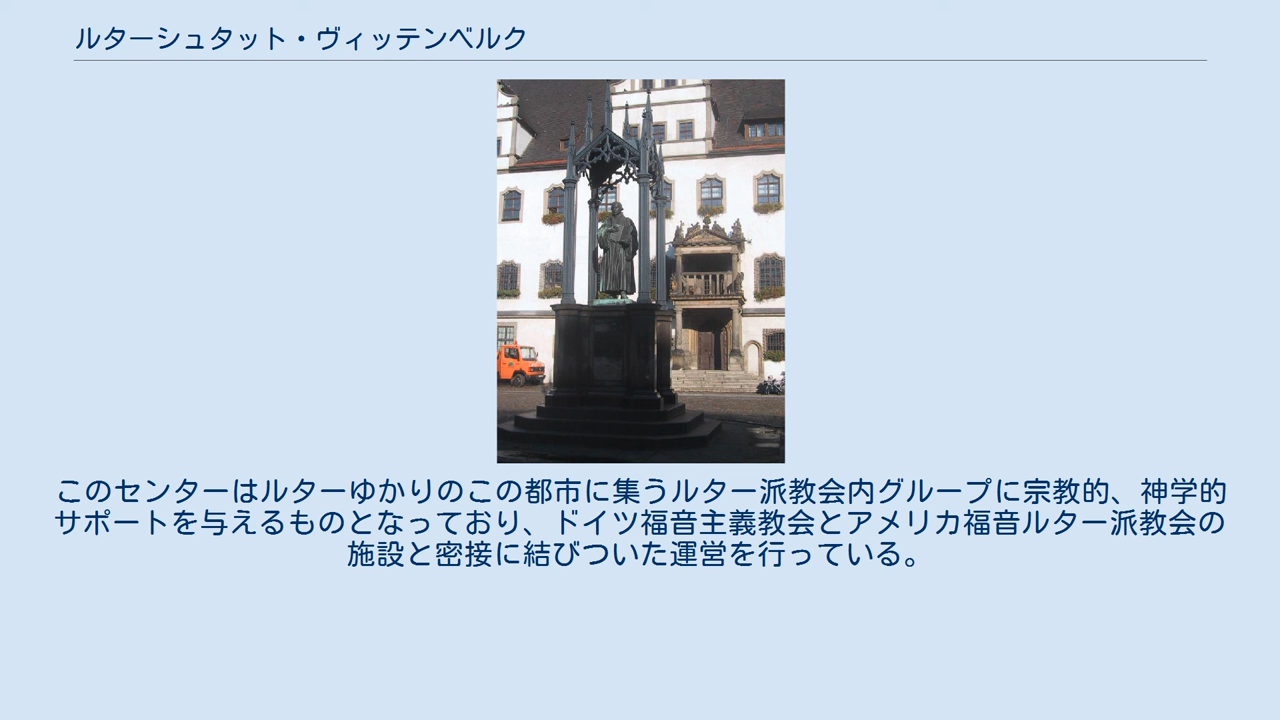 ルターシュタット・ヴィッテンベルク
このセンターはルターゆかりのこの都市に集うルター派教会内グループに宗教的、神学的
サポートを与えるものとなっており、ドイツ福音主義教会とアメリカ福音ルター派教会の
施設と密接に結びついた運営を行っている。